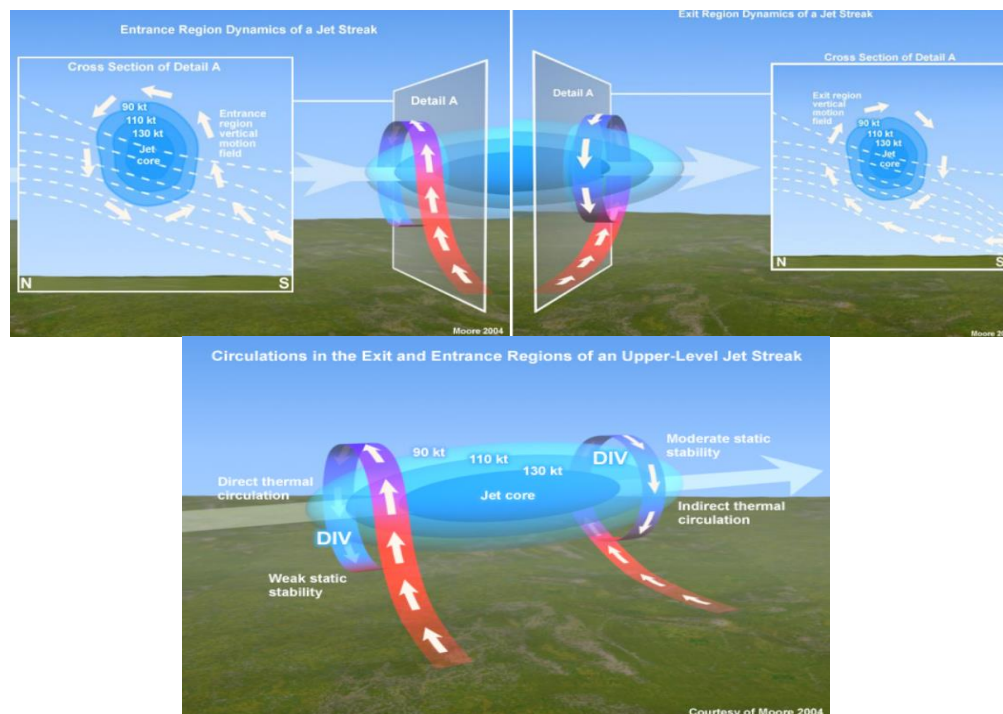 Entrance Region Dynamics of a Jet Streak
Cross Section of Detail A
90 kt
110 kt
130 kt
Jet
core
Entrance
region
vertical
motion
field
N
S
Detail A
Moore 2004
Exit Region Dynamics of a Jet Streak
Detail A
Cross Section of Detail A
Exit region
vertical
motion
field
90 kt
110 kt
130 kt
Jet
core
N
S
Moore 20
Circulations in the Exit and Entrance Regions of an Upper-Level Jet Streak
90 kt
110 kt
130 kt
Jet core
DIV
Moderate static
stability
Direct thermal
circulation
Indirect thermal
circulation
DIV
Weak static
stability
Courtesy of Moore 2004